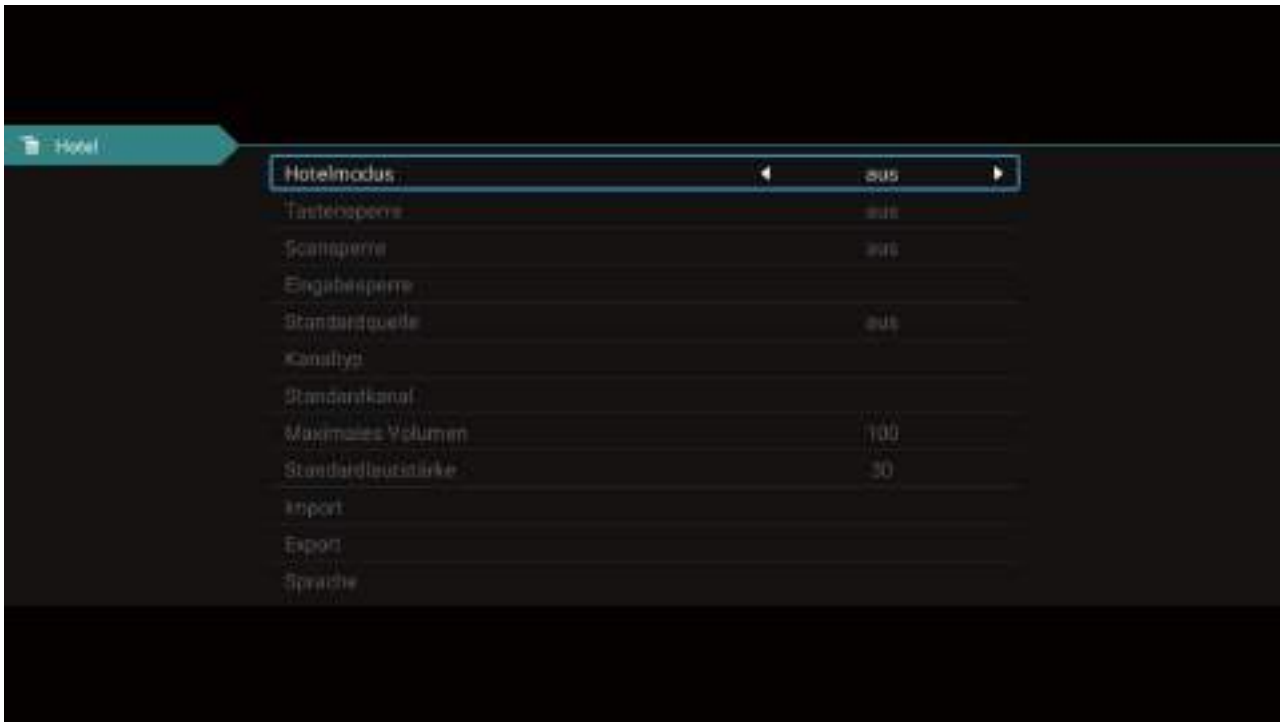 Hotel
Hotelmodus aus
Tastensperre aus
Scansperre aus
Eingabesperre
Standardquelle aus
Kanaltyp
Standardkanal
Maximales Volumen 100
Standardlautstärke 30
Import
Export
Sprache